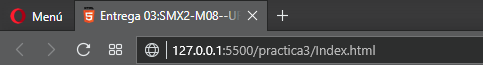 Menú
Entrega 03:SMX2-M08--U
127.0.0.1:5500/practica3/Index.html